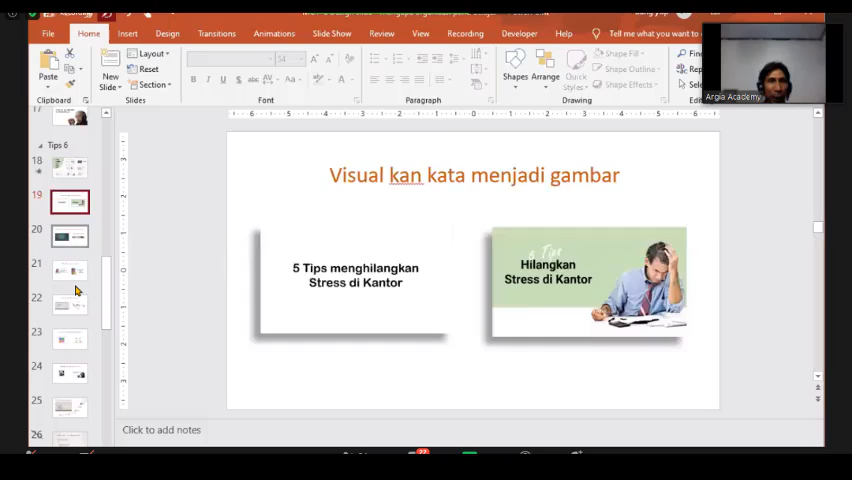 File Home Insert Design Transitions Animations Slide Show Review View Recording Developer Help Tell me what you
Paste
Clipboard
New
Slide
Layout
Reset
Section
Slides
54
Font
Paragraph
Shapes
Arrange
Quick
Styles
Shape Fill
Shape Outline
Shape Effects
Drawing
Argia Academy
17
Tips 6
18
19
20
21
22
23
24
25
26
Visual kan kata menjadi gambar
5 Tips menghilangkan
Stress di Kantor
Hilangkan
Stress di Kantor
Click to add notes